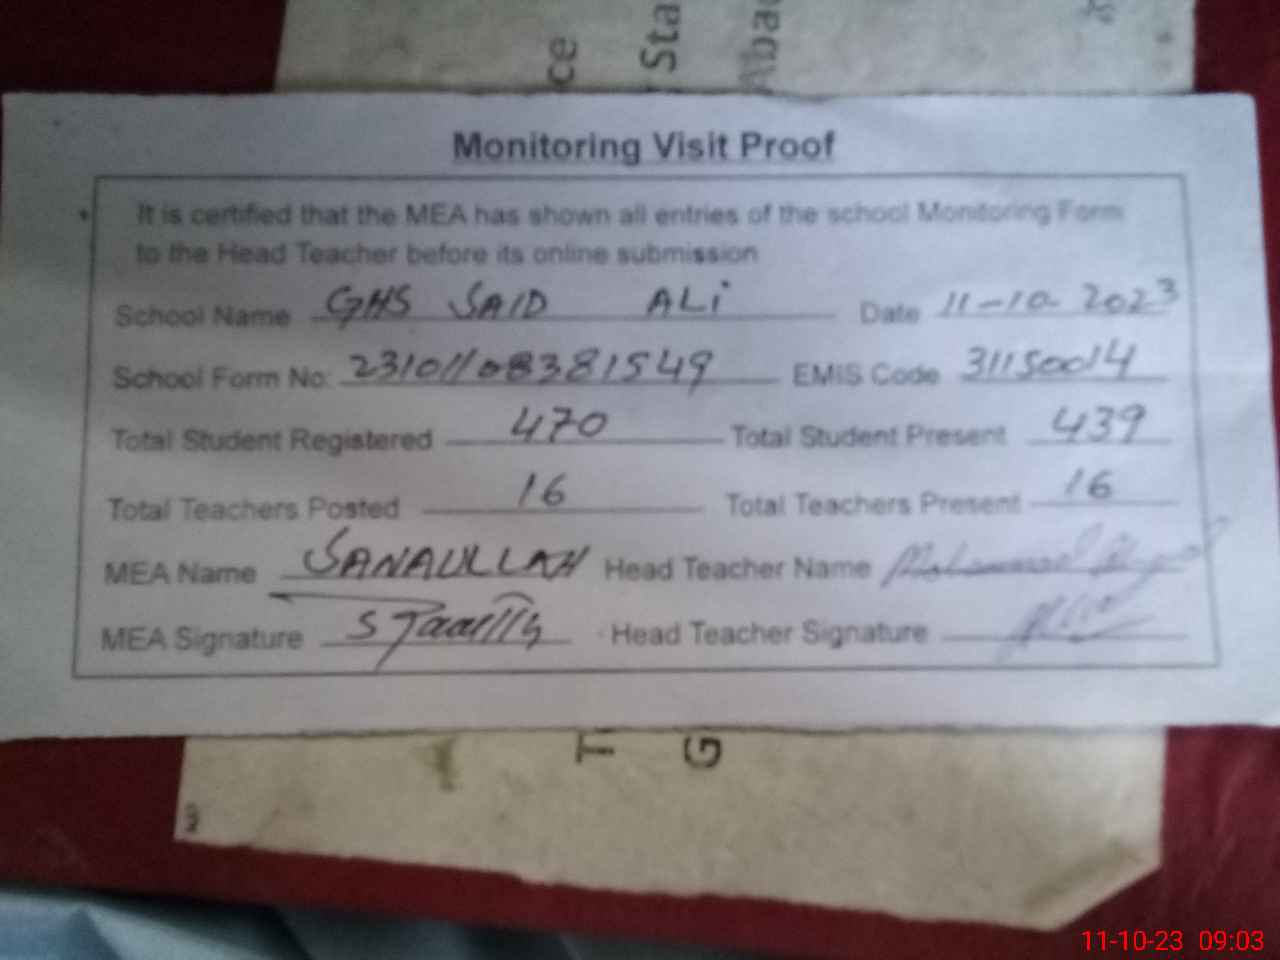 ce
Sta
Abad
Monitoring Visit Proof
It is certified that the MEA has shown all entries of the school Monitoring Form
to the Head Teacher before its online submission
School Name GHS SAID ALi Date 11-10-2023
School Form No: 23101108381549 EMIS Code 31150014
Total Student Registered 470 Total Student Present 439
Total Teachers Posted 16 Total Teachers Present 16
MEA Name SANAULLAH Head Teacher Name
MEA Signature Head Teacher Signature
T
G
11-10-23 09:03